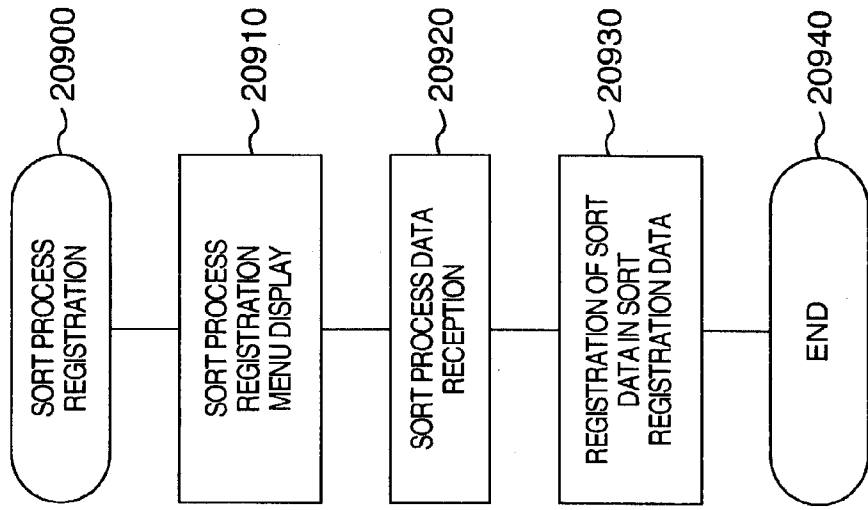 SORT PROCESS
REGISTRATION
20900
SORT PROCESS
REGISTRATION
MENU DISPLAY
20910
SORT PROCESS DATA
RECEPTION
20920
REGISTRATION OF SORT
DATA IN SORT
REGISTRATION DATA
20930
END
20940